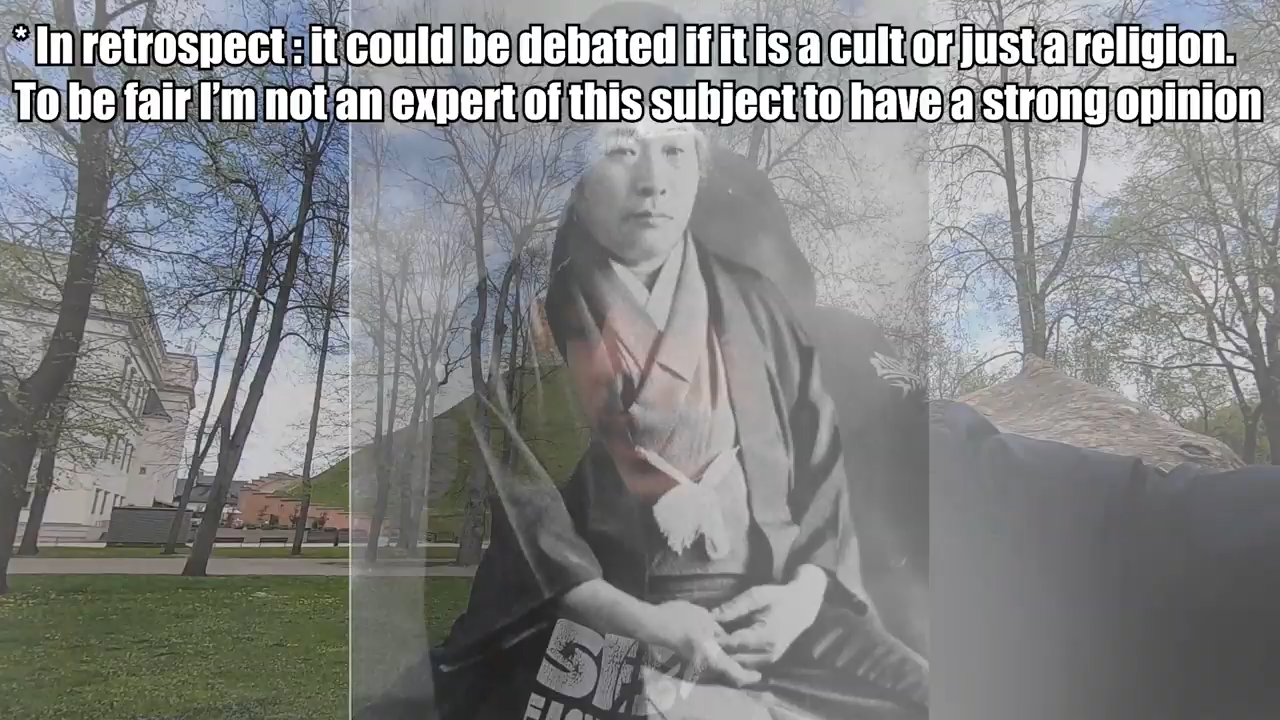 * In retrospect : it could be debated if it is a cult or just a religion.
To be fair I’m not an expert of this subject to have a strong opinion